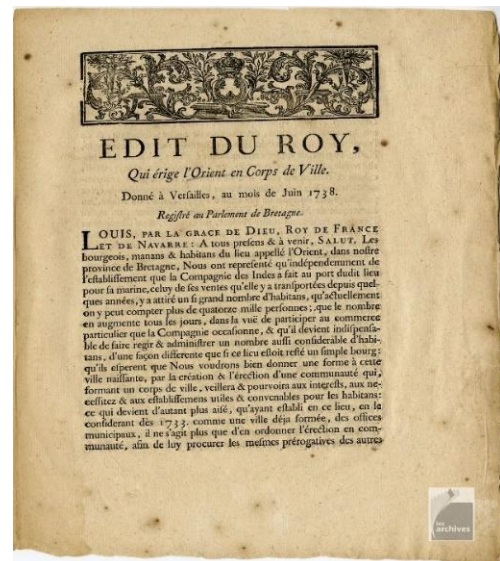 EDIT DU ROY,
Qui érige l'Orient en Corps de Ville.
Donné à Versailles, au mois de Juin 1738.
Registré au Parlement de Bretagne.
LOUIS, PAR LA GRACE DE DIEU, ROY DE FRANCE
ET DE NAVARRE: A tous presens & à venir, SALUT. Les
bourgeois, manans & habitans du lieu appellé l'Orient, dans nostre
province de Bretagne, Nous ont representé qu'indépendemment de
l'establissement que la Compagnie des Indes a fait au port dudit lieu
pour sa marine, celuy de ses ventes qu'elle y a transportées depuis quel-
ques années, y a attiré un si grand nombre d'habitans, qu'actuellement
on y peut compter plus de quatorze mille personnes; que le nombre
en augmente tous les jours, dans la vuë de participer au commerce
particulier que la Compagnie occasionne, & qu'il devient indispensa-
ble de faire regir & administrer un nombre aussi considerable d'habi-
tans, d'une façon differente que si ce lieu estoit resté un simple bourg:
qu'ils esperent que Nous voudrons bien donner une forme à cette
ville naissante, par la création & l'érection d'une communauté qui,
formant un corps de ville, veillera & pourvoira aux interests, aux ne-
cessitez & aux establissemens utiles & convenables pour les habitans:
ce qui devient d'autant plus aisé, qu'ayant establi en ce lieu, en le
considerant dès 1733. comme une ville déja formée, des offices
municipaux, il ne s'agit plus que d'en ordonner l'érection en com-
munauté, afin de luy procurer les mesmes prérogatives des autres
les
archives